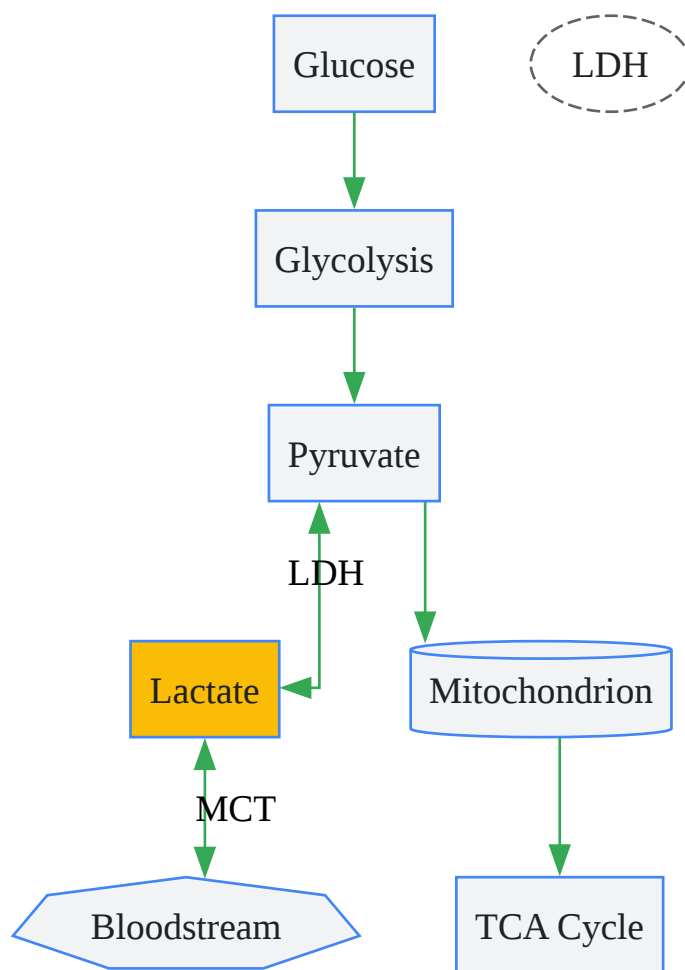 Glucose
LDH
Glycolysis
Pyruvate
LDH
Lactate
Mitochondrion
MCT
Bloodstream
TCA Cycle